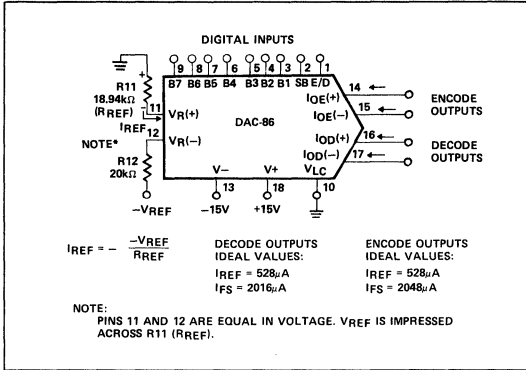 DIGITAL INPUTS
9 8 7 6 5 4 3 2 1
B7 B6 B5 B4 B3 B2 B1 SB E/D
+
R11
18.94kΩ
(RREF)
-
11
VR(+)
IREF
12
VR(-)
NOTE*
R12
20kΩ
-VREF
DAC-86
IOE(+)
14
IOE(-)
15
ENCODE
OUTPUTS
IOD(+)
16
IOD(-)
17
DECODE
OUTPUTS
V- V+ VLC
13 18 10
-15V +15V
IREF = - -VREF / RREF
DECODE OUTPUTS
IDEAL VALUES:
IREF = 528μA
IFS = 2016μA
ENCODE OUTPUTS
IDEAL VALUES:
IREF = 528μA
IFS = 2048μA
NOTE:
PINS 11 AND 12 ARE EQUAL IN VOLTAGE. VREF IS IMPRESSED
ACROSS R11 (RREF).